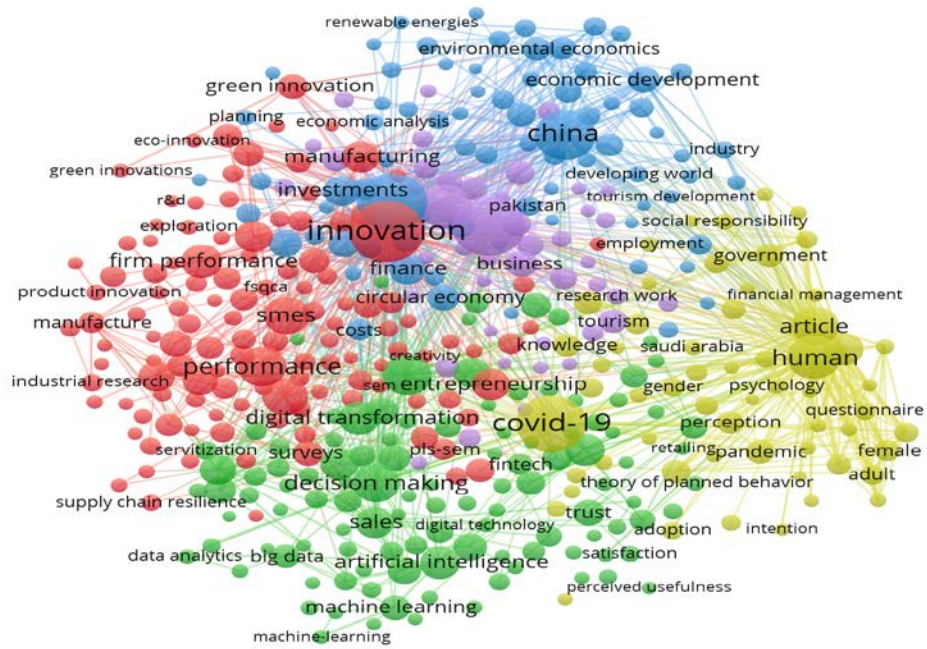 renewable energies
environmental economics
green innovation
economic development
planning
economic analysis
china
eco-innovation
manufacturing
industry
green innovations
developing world
investments
r&d
pakistan
tourism development
exploration
innovation
social responsibility
employment
firm performance
government
finance
business
product innovation
fsqca
circular economy
research work
financial management
manufacture
smes
costs
tourism
article
knowledge
saudi arabia
creativity
human
performance
industrial research
sem
entrepreneurship
gender
psychology
digital transformation
covid-19
perception
questionnaire
servitization
surveys
pls-sem
retailing
pandemic
female
fintech
decision making
theory of planned behavior
adult
supply chain resilience
sales
digital technology
trust
adoption
intention
data analytics
big data
artificial intelligence
satisfaction
perceived usefulness
machine learning
machine-learning